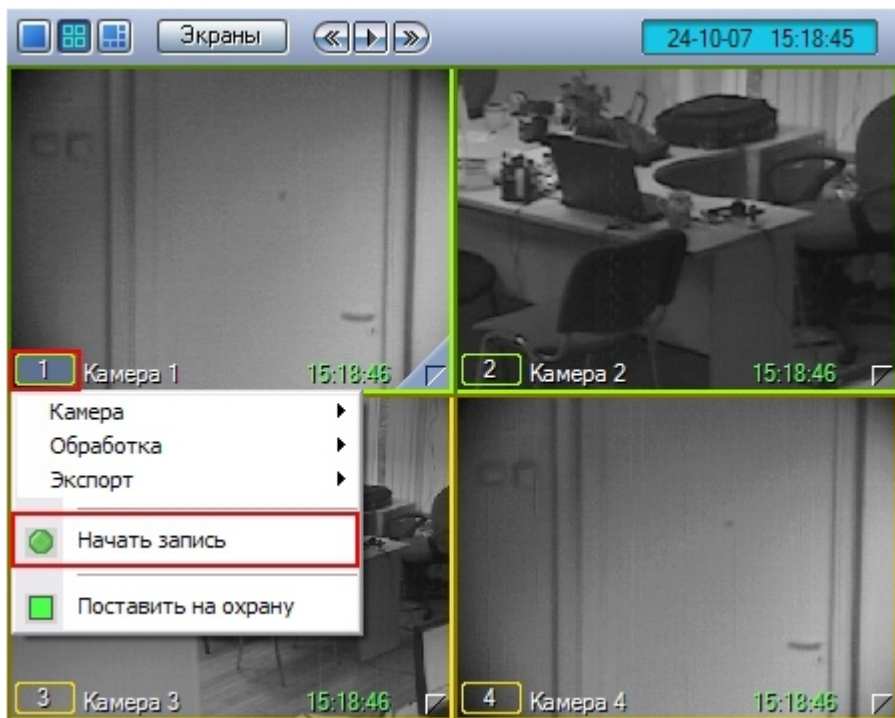 Экраны
24-10-07 15:18:45
1 Камера 1 15:18:46
2 Камера 2 15:18:46
Камера
Обработка
Экспорт
Начать запись
Поставить на охрану
3 Камера 3 15:18:46
4 Камера 4 15:18:46